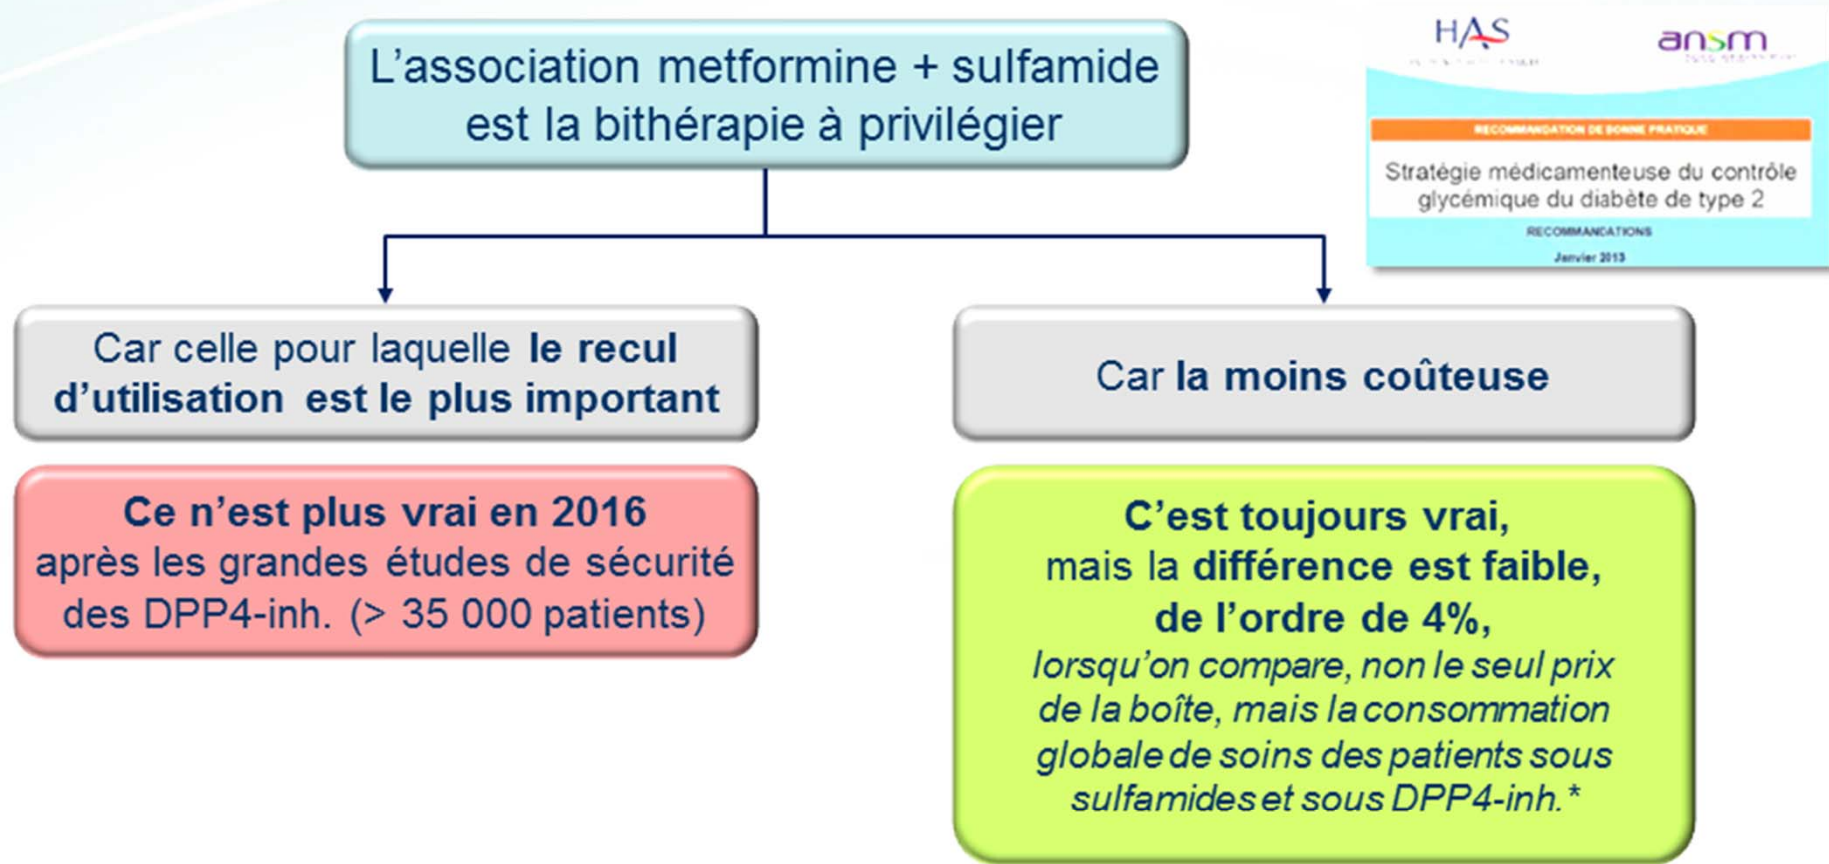 L'association metformine + sulfamide
est la bithérapie à privilégier
HAS
ansm
RECOMMANDATION DE BONNE PRATIQUE
Stratégie médicamenteuse du contrôle
glycémique du diabète de type 2
RECOMMANDATIONS
Janvier 2013
Car celle pour laquelle le recul
d'utilisation est le plus important
Car la moins coûteuse
Ce n'est plus vrai en 2016
après les grandes études de sécurité
des DPP4-inh. (> 35 000 patients)
C'est toujours vrai,
mais la différence est faible,
de l'ordre de 4%,
lorsqu'on compare, non le seul prix
de la boîte, mais la consommation
globale de soins des patients sous
sulfamides et sous DPP4-inh.*